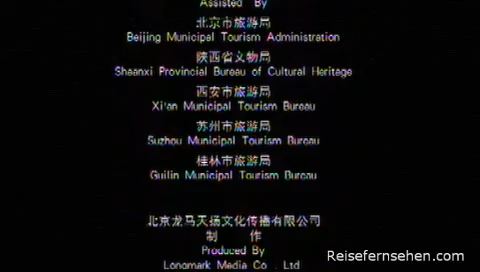 Assisted By
北京市旅游局
Beijing Municipal Tourism Administration
陕西省文物局
Shaanxi Provincial Bureau of Cultural Heritage
西安市旅游局
Xi'an Municipal Tourism Bureau
苏州市旅游局
Suzhou Municipal Tourism Bureau
桂林市旅游局
Guilin Municipal Tourism Bureau
北京龙马天扬文化传播有限公司
制 作
Produced By
Longmark Media Co . Ltd
Reisefernsehen.com